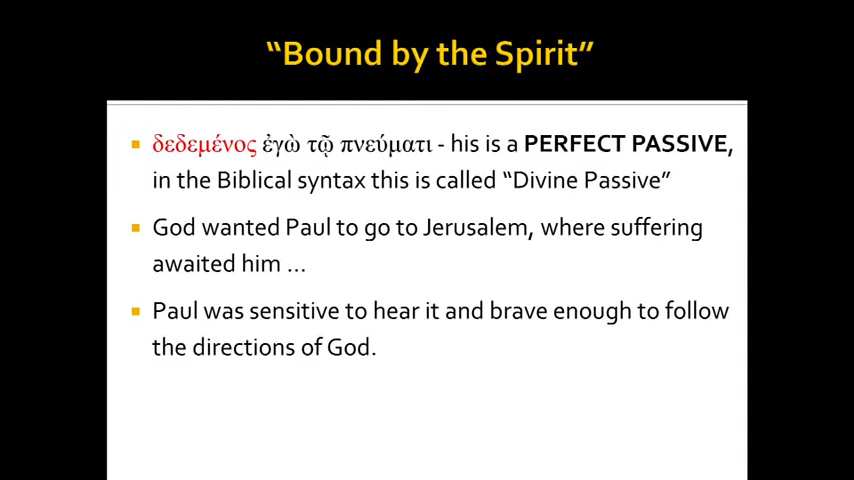 “Bound by the Spirit”
δεδεμένος ἐγὼ τῷ πνεύματι - his is a PERFECT PASSIVE,
in the Biblical syntax this is called “Divine Passive”
God wanted Paul to go to Jerusalem, where suffering
awaited him ...
Paul was sensitive to hear it and brave enough to follow
the directions of God.